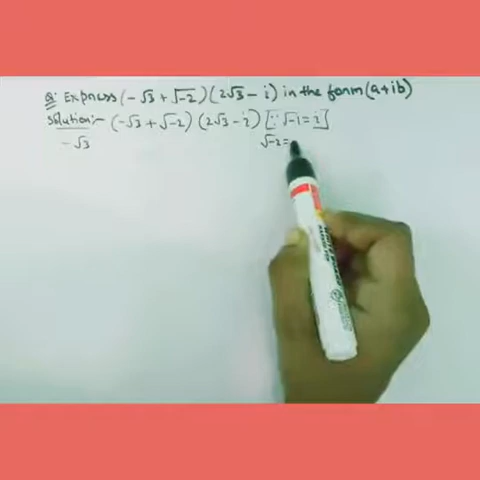 Q: Express (-√3 + √-2) (2√3 - i) in the form (a+ib)
Solution:- (-√3 + √-2) (2√3 - i) [∵ √-1 = i]
-√3 √-2 =